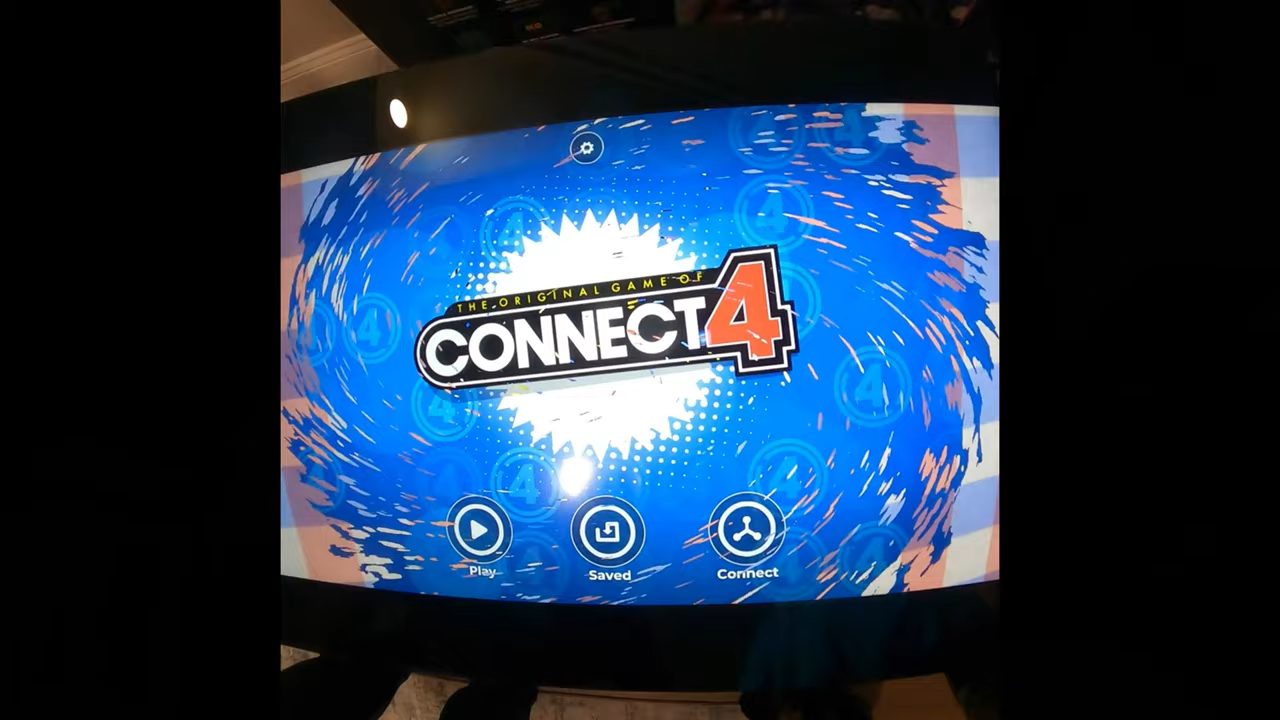 THE ORIGINAL GAME OF
CONNECT 4
Play
Saved
Connect